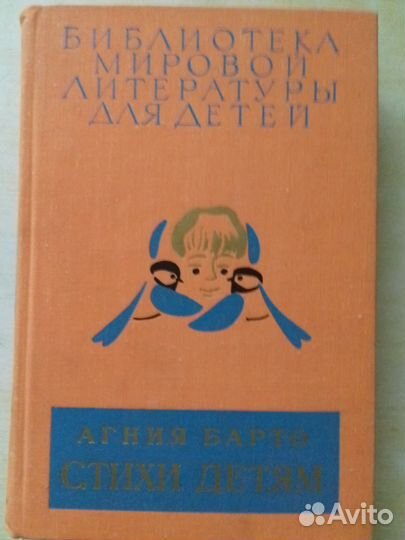 БИБЛИОТЕКА
МИРОВОЙ
ЛИТЕРАТУРЫ
ДЛЯ ДЕТЕЙ
АГНИЯ БАРТО
СТИХИ ДЕТЯМ
Avito